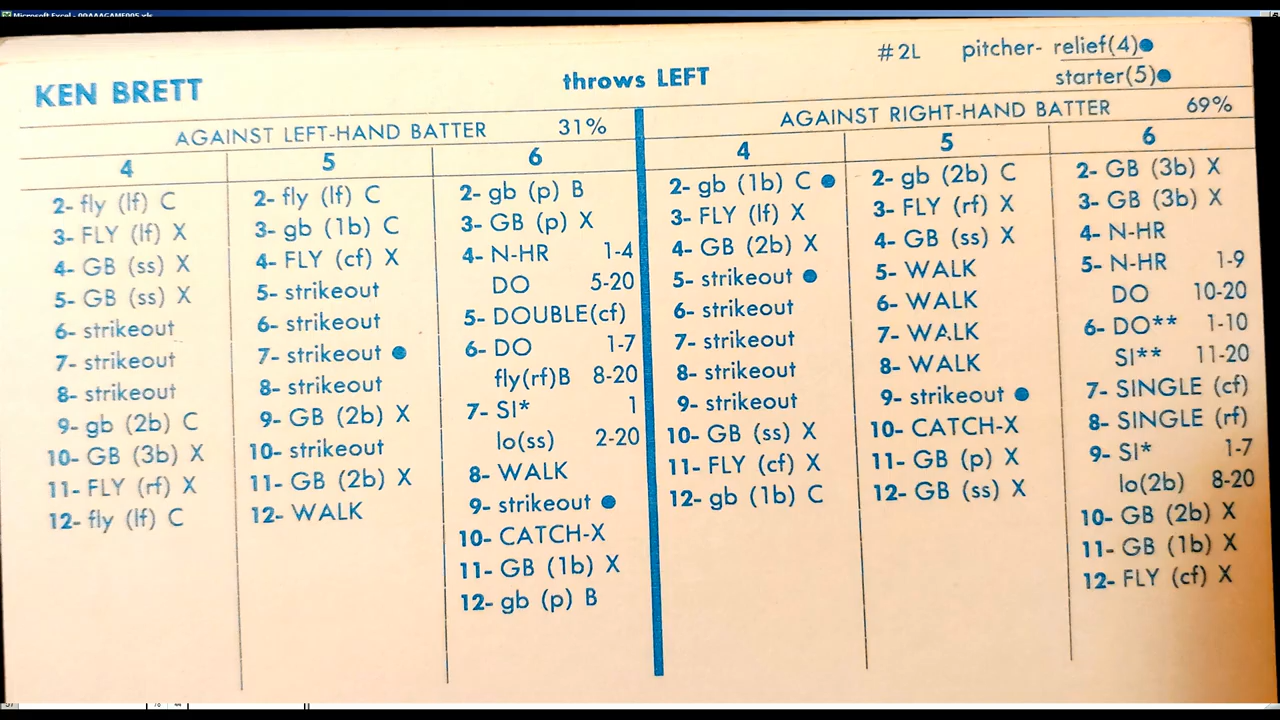 Microsoft Excel - 00AAAGAME005.xls
#2L pitcher- relief(4)●
starter(5)●
KEN BRETT
throws LEFT
AGAINST LEFT-HAND BATTER 31%
4 5 6
2- fly (lf) C 2- fly (lf) C 2- gb (p) B
3- FLY (lf) X 3- gb (1b) C 3- GB (p) X
4- GB (ss) X 4- FLY (cf) X 4- N-HR 1-4
5- GB (ss) X 5- strikeout DO 5-20
6- strikeout 6- strikeout 5- DOUBLE(cf)
7- strikeout 7- strikeout ● 6- DO 1-7
8- strikeout 8- strikeout fly(rf)B 8-20
9- gb (2b) C 9- GB (2b) X 7- SI* 1
10- GB (3b) X 10- strikeout lo(ss) 2-20
11- FLY (rf) X 11- GB (2b) X 8- WALK
12- fly (lf) C 12- WALK 9- strikeout ●
10- CATCH-X
11- GB (1b) X
12- gb (p) B
AGAINST RIGHT-HAND BATTER 69%
4 5 6
2- gb (1b) C ● 2- gb (2b) C 2- GB (3b) X
3- FLY (lf) X 3- FLY (rf) X 3- GB (3b) X
4- GB (2b) X 4- GB (ss) X 4- N-HR
5- strikeout ● 5- WALK 5- N-HR 1-9
6- strikeout 6- WALK DO 10-20
7- strikeout 7- WALK 6- DO** 1-10
8- strikeout 8- WALK SI** 11-20
9- strikeout 9- strikeout ● 7- SINGLE (cf)
10- GB (ss) X 10- CATCH-X 8- SINGLE (rf)
11- FLY (cf) X 11- GB (p) X 9- SI* 1-7
12- gb (1b) C 12- GB (ss) X lo(2b) 8-20
10- GB (2b) X
11- GB (1b) X
12- FLY (cf) X